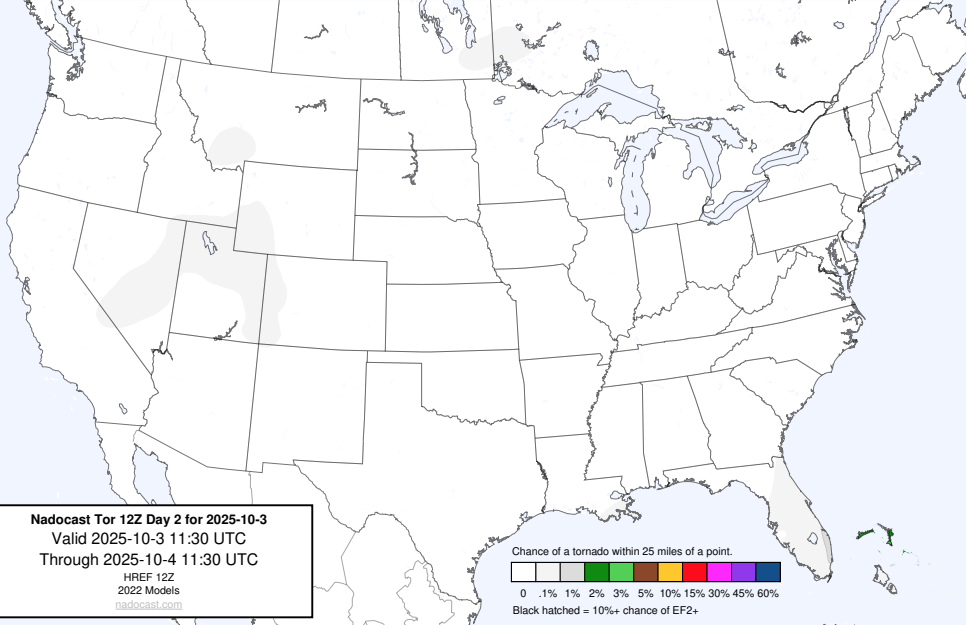 Nadocast Tor 12Z Day 2 for 2025-10-3
Valid 2025-10-3 11:30 UTC
Through 2025-10-4 11:30 UTC
HREF 12Z
2022 Models
nadocast.com
Chance of a tornado within 25 miles of a point.
0 .1% 1% 2% 3% 5% 10% 15% 30% 45% 60%
Black hatched = 10%+ chance of EF2+